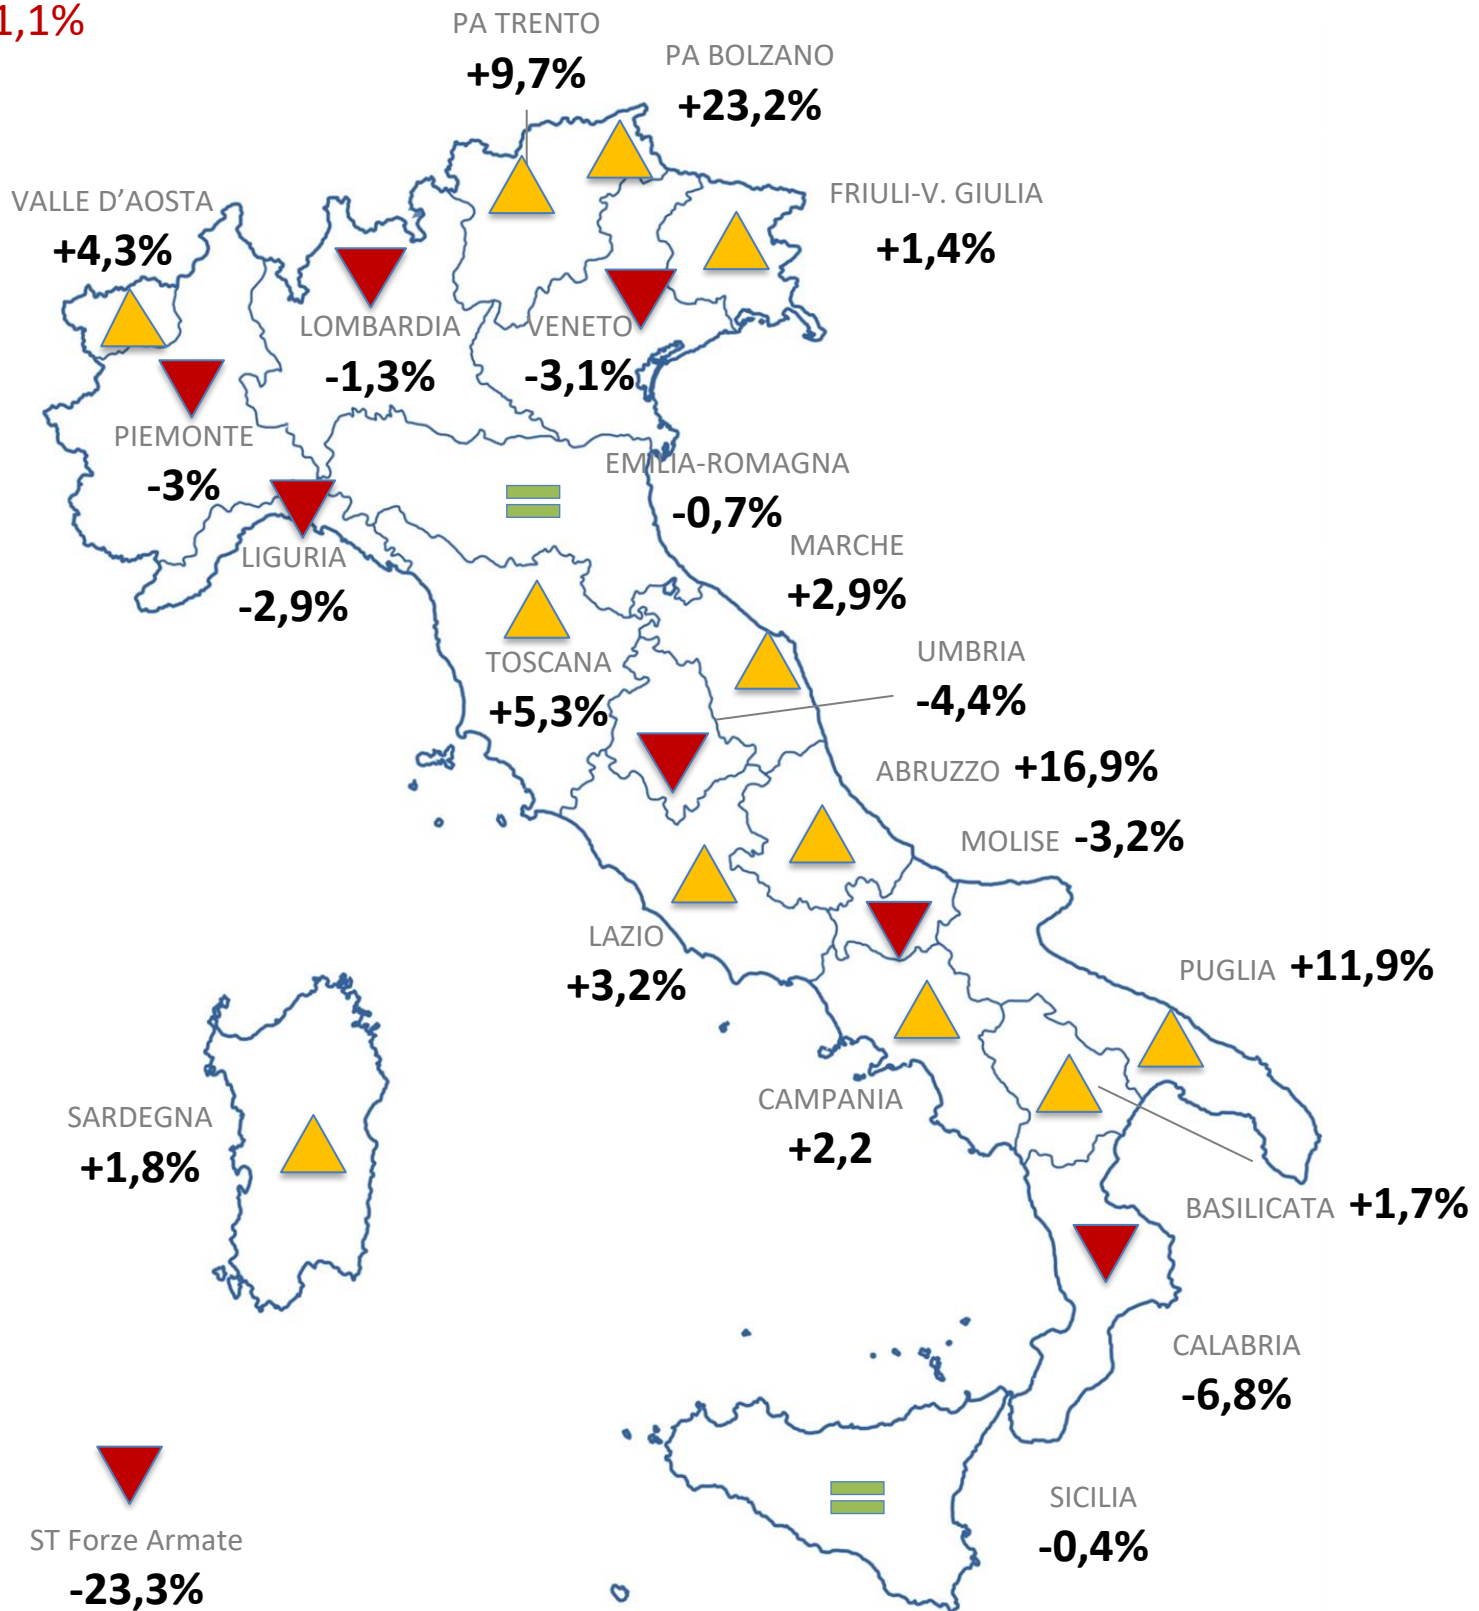 1,1%
PA TRENTO
+9,7%
PA BOLZANO
+23,2%
VALLE D'AOSTA
+4,3%
FRIULI-V. GIULIA
+1,4%
LOMBARDIA
-1,3%
VENETO
-3,1%
PIEMONTE
-3%
EMILIA-ROMAGNA
-0,7%
LIGURIA
-2,9%
MARCHE
+2,9%
TOSCANA
+5,3%
UMBRIA
-4,4%
ABRUZZO +16,9%
MOLISE -3,2%
LAZIO
+3,2%
PUGLIA +11,9%
CAMPANIA
+2,2
SARDEGNA
+1,8%
BASILICATA +1,7%
CALABRIA
-6,8%
SICILIA
-0,4%
ST Forze Armate
-23,3%